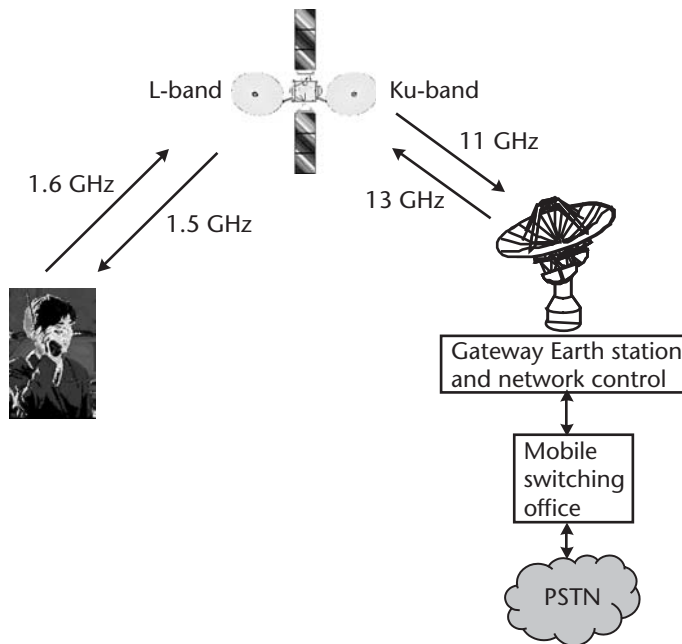 L-band
Ku-band
11 GHz
1.6 GHz
13 GHz
1.5 GHz
Gateway Earth station
and network control
Mobile
switching
office
PSTN